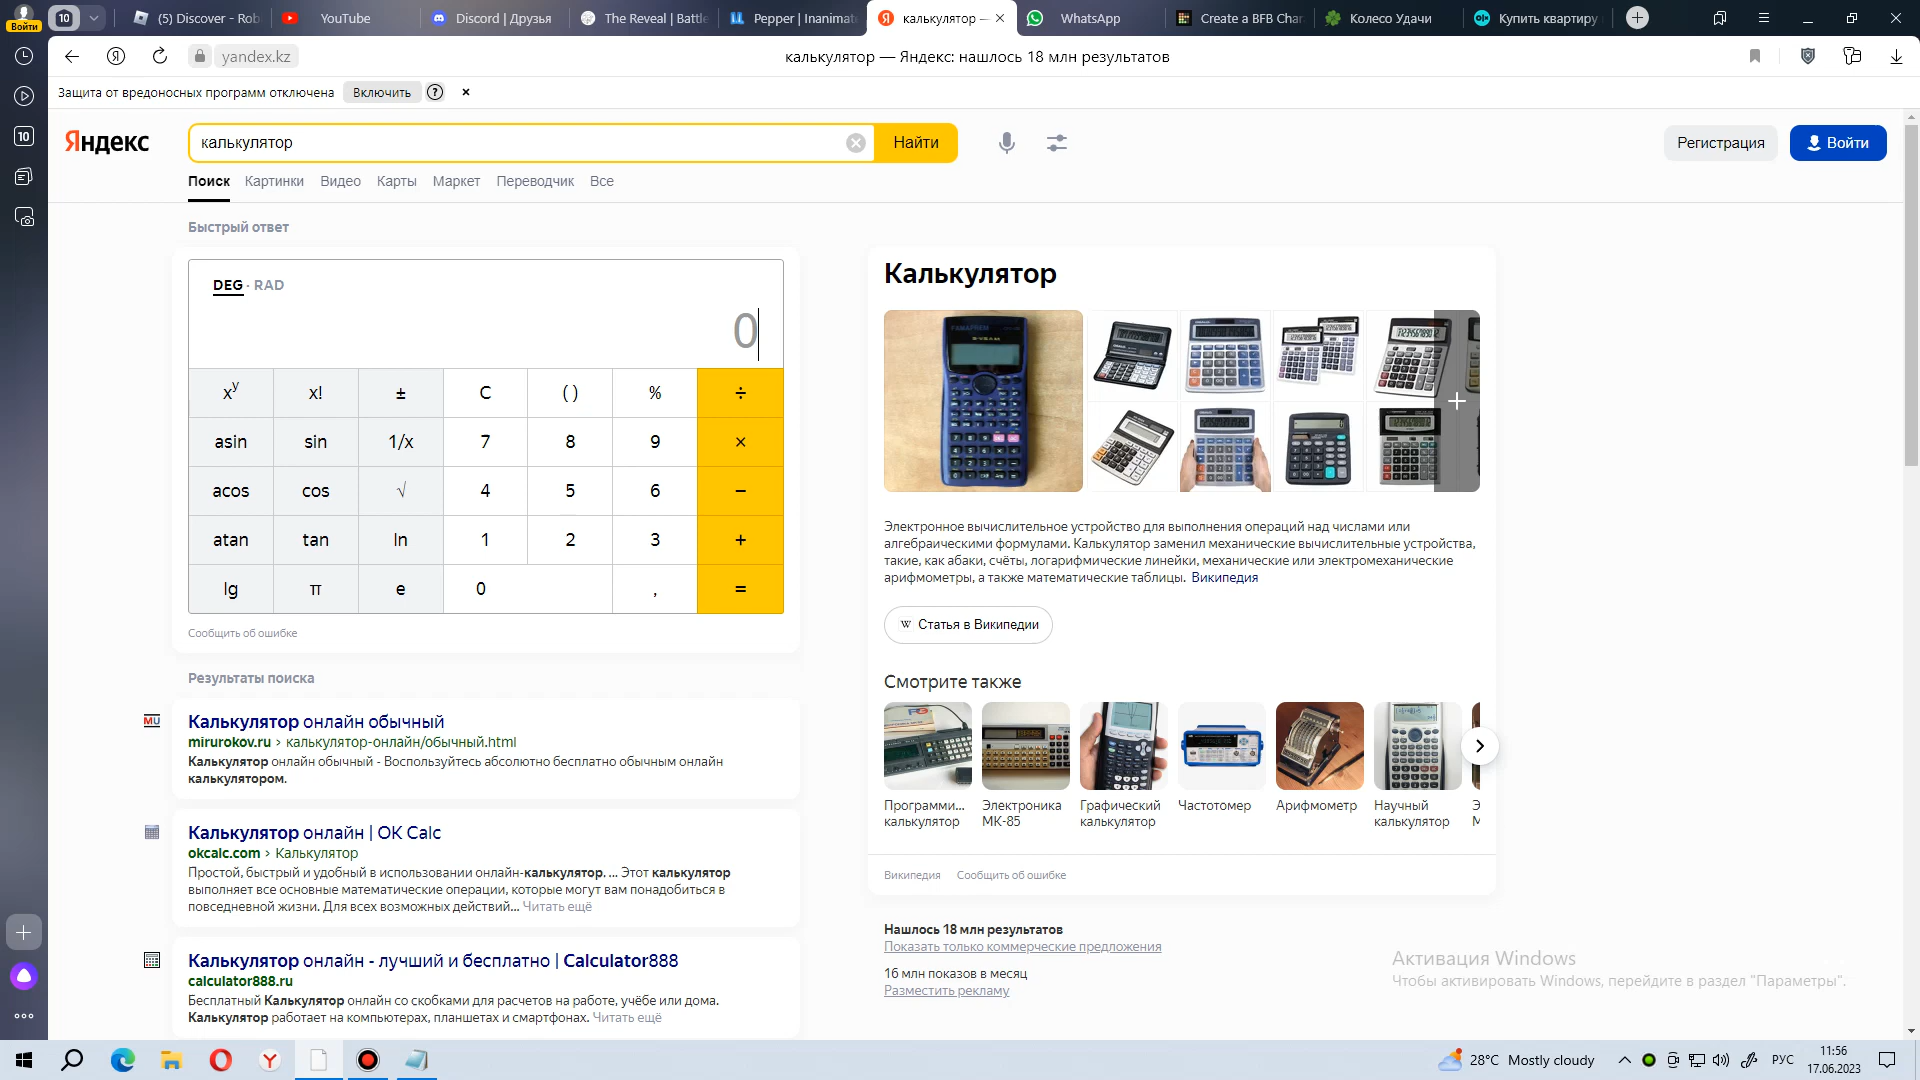 Войти
10
(5) Discover - Rob
YouTube
Discord | Друзья
The Reveal | Battle
Pepper | Inanimate
калькулятор —
WhatsApp
Create a BFB Char
Колесо Удачи
Купить квартиру
yandex.kz
калькулятор — Яндекс: нашлось 18 млн результатов
Защита от вредоносных программ отключена
Включить
10
Яндекс
калькулятор
Найти
Регистрация
Войти
Поиск
Картинки
Видео
Карты
Маркет
Переводчик
Все
Быстрый ответ
DEG · RAD
0
xy x! ± C ( ) % ÷
asin sin 1/x 7 8 9 ×
acos cos √ 4 5 6 −
atan tan ln 1 2 3 +
lg π e 0 , =
Сообщить об ошибке
Результаты поиска
MU
Калькулятор онлайн обычный
mirurokov.ru › калькулятор-онлайн/обычный.html
Калькулятор онлайн обычный - Воспользуйтесь абсолютно бесплатно обычным онлайн
калькулятором.
Калькулятор онлайн | OK Calc
okcalc.com › Калькулятор
Простой, быстрый и удобный в использовании онлайн-калькулятор. ... Этот калькулятор
выполняет все основные математические операции, которые могут вам понадобиться в
повседневной жизни. Для всех возможных действий... Читать ещё
Калькулятор онлайн - лучший и бесплатно | Calculator888
calculator888.ru
Бесплатный Калькулятор онлайн со скобками для расчетов на работе, учёбе или дома.
Калькулятор работает на компьютерах, планшетах и смартфонах. Читать ещё
Калькулятор
Электронное вычислительное устройство для выполнения операций над числами или
алгебраическими формулами. Калькулятор заменил механические вычислительные устройства,
такие, как абаки, счёты, логарифмические линейки, механические или электромеханические
арифмометры, а также математические таблицы. Википедия
W Статья в Википедии
Смотрите также
Программи...
калькулятор
Электроника
МК-85
Графический
калькулятор
Частотомер
Арифмометр
Научный
калькулятор
Википедия
Сообщить об ошибке
Нашлось 18 млн результатов
Показать только коммерческие предложения
16 млн показов в месяц
Разместить рекламу
Активация Windows
Чтобы активировать Windows, перейдите в раздел "Параметры".
28°C Mostly cloudy
РУС
11:56
17.06.2023